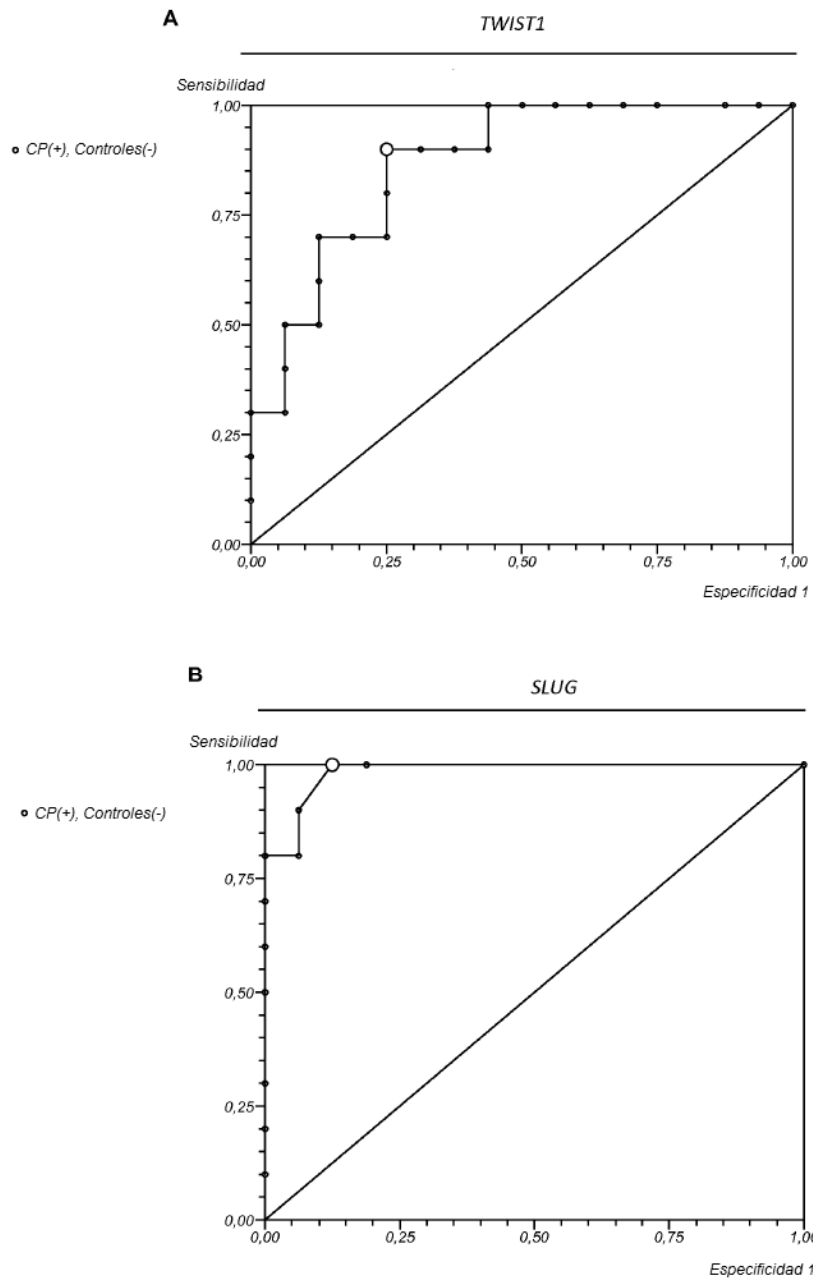 A
TWIST1
Sensibilidad
1,00
CP(+), Controles(-)
0,75
0,50
0,25
0,00
0,00 0,25 0,50 0,75 1,00
Especificidad 1
B
SLUG
Sensibilidad
1,00
CP(+), Controles(-)
0,75
0,50
0,25
0,00
0,00 0,25 0,50 0,75 1,00
Especificidad 1